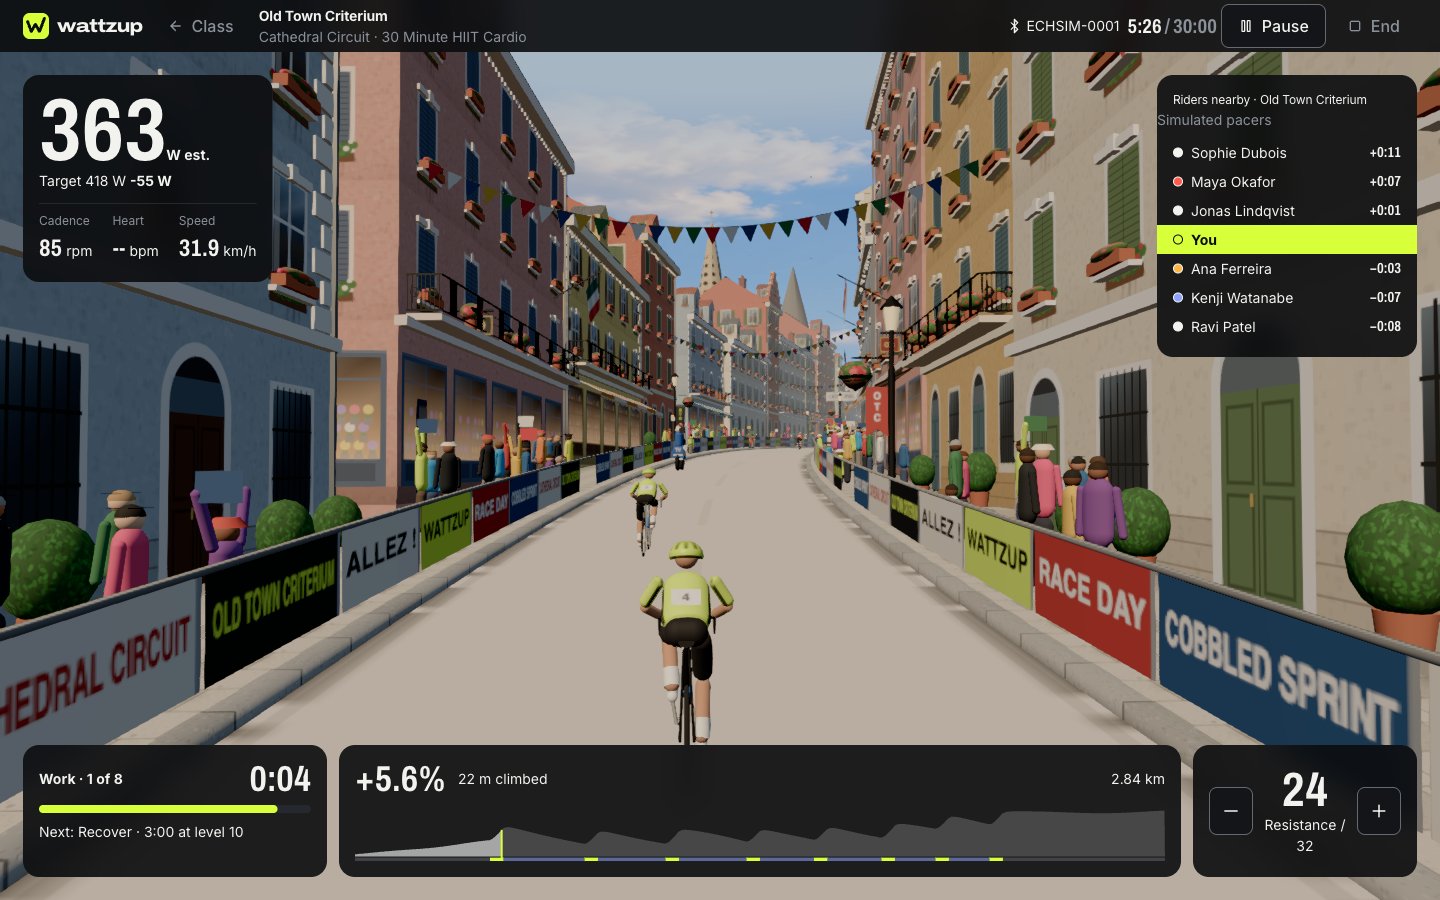 wattzup
Class
Old Town Criterium
Cathedral Circuit · 30 Minute HIIT Cardio
ECHSIM-0001 5:26 / 30:00
Pause
End
363 W est.
Target 418 W -55 W
Cadence Heart Speed
85 rpm -- bpm 31.9 km/h
Riders nearby · Old Town Criterium
Simulated pacers
Sophie Dubois +0:11
Maya Okafor +0:07
Jonas Lindqvist +0:01
You
Ana Ferreira −0:03
Kenji Watanabe −0:07
Ravi Patel −0:08
OTC
HEDRAL CIRCUIT
OLD TOWN CRITERIUM
ALLEZ !
WATTZUP
RACE DAY
COBBLED SPRINT
ALLEZ !
WATTZUP
RACE DAY
COBBLED SPRINT
4
Work · 1 of 8 0:04
Next: Recover · 3:00 at level 10
+5.6% 22 m climbed 2.84 km
24
Resistance /
32